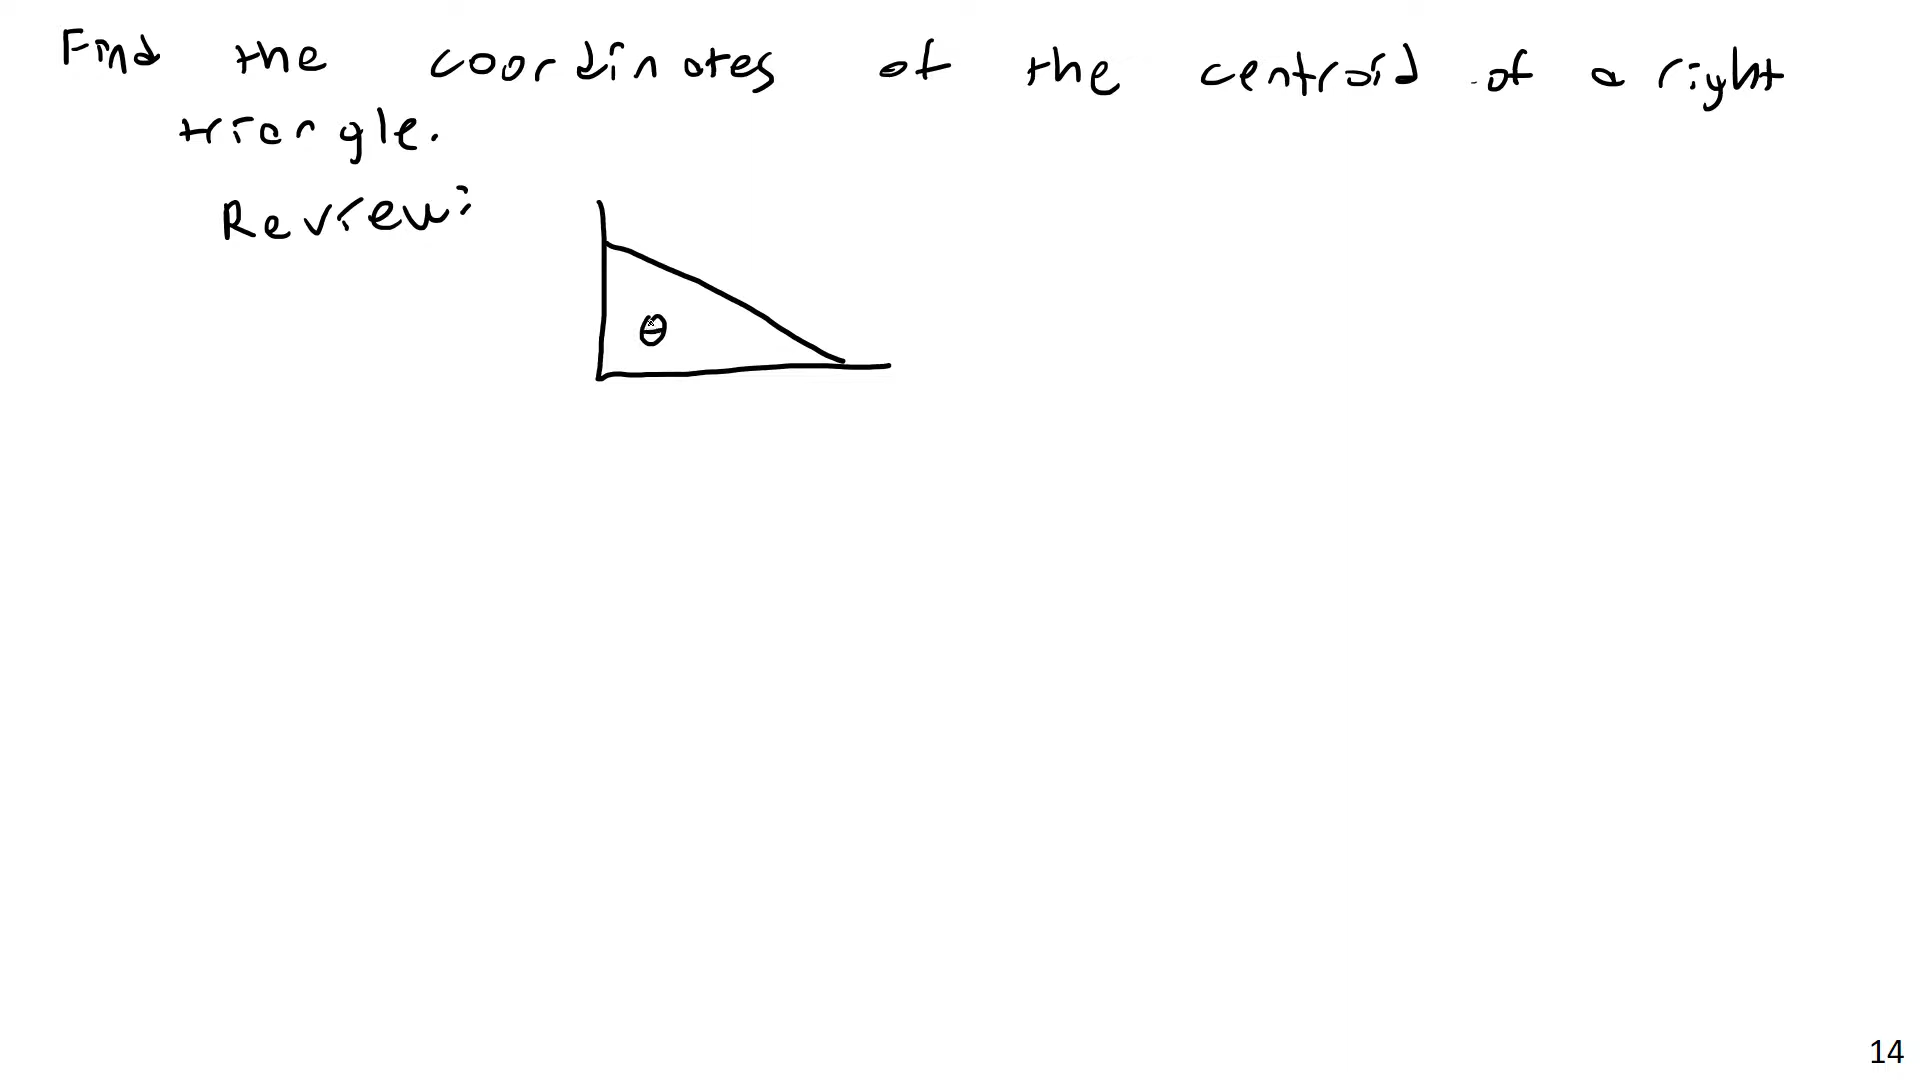 Find the coordinates of the centroid of a right
triangle.
Review:
θ
14